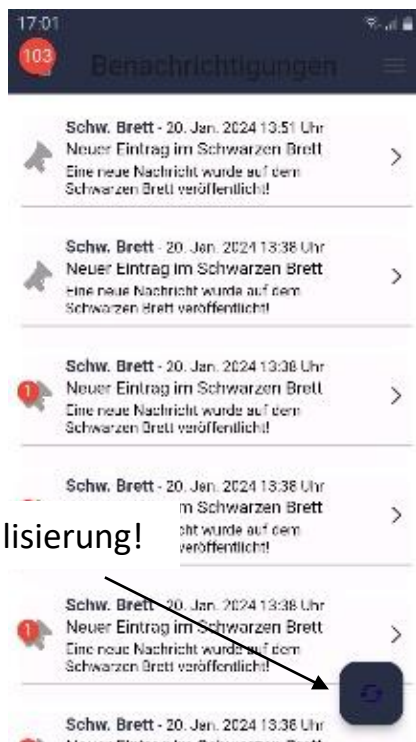 17:01
103
Benachrichtigungen
Schw. Brett - 20. Jan. 2024 13:51 Uhr
Neuer Eintrag im Schwarzen Brett
Eine neue Nachricht wurde auf dem
Schwarzen Brett veröffentlicht!
Schw. Brett - 20. Jan. 2024 13:38 Uhr
Neuer Eintrag im Schwarzen Brett
Eine neue Nachricht wurde auf dem
Schwarzen Brett veröffentlicht!
Schw. Brett - 20. Jan. 2024 13:38 Uhr
1
Neuer Eintrag im Schwarzen Brett
Eine neue Nachricht wurde auf dem
Schwarzen Brett veröffentlicht!
Schw. Brett - 20. Jan. 2024 13:38 Uhr
m Schwarzen Brett
lisierung!
cht wurde auf dem
veröffentlicht!
Schw. Brett - 20. Jan. 2024 13:38 Uhr
1
Neuer Eintrag im Schwarzen Brett
Eine neue Nachricht wurde auf dem
Schwarzen Brett veröffentlicht!
Schw. Brett - 20. Jan. 2024 13:38 Uhr